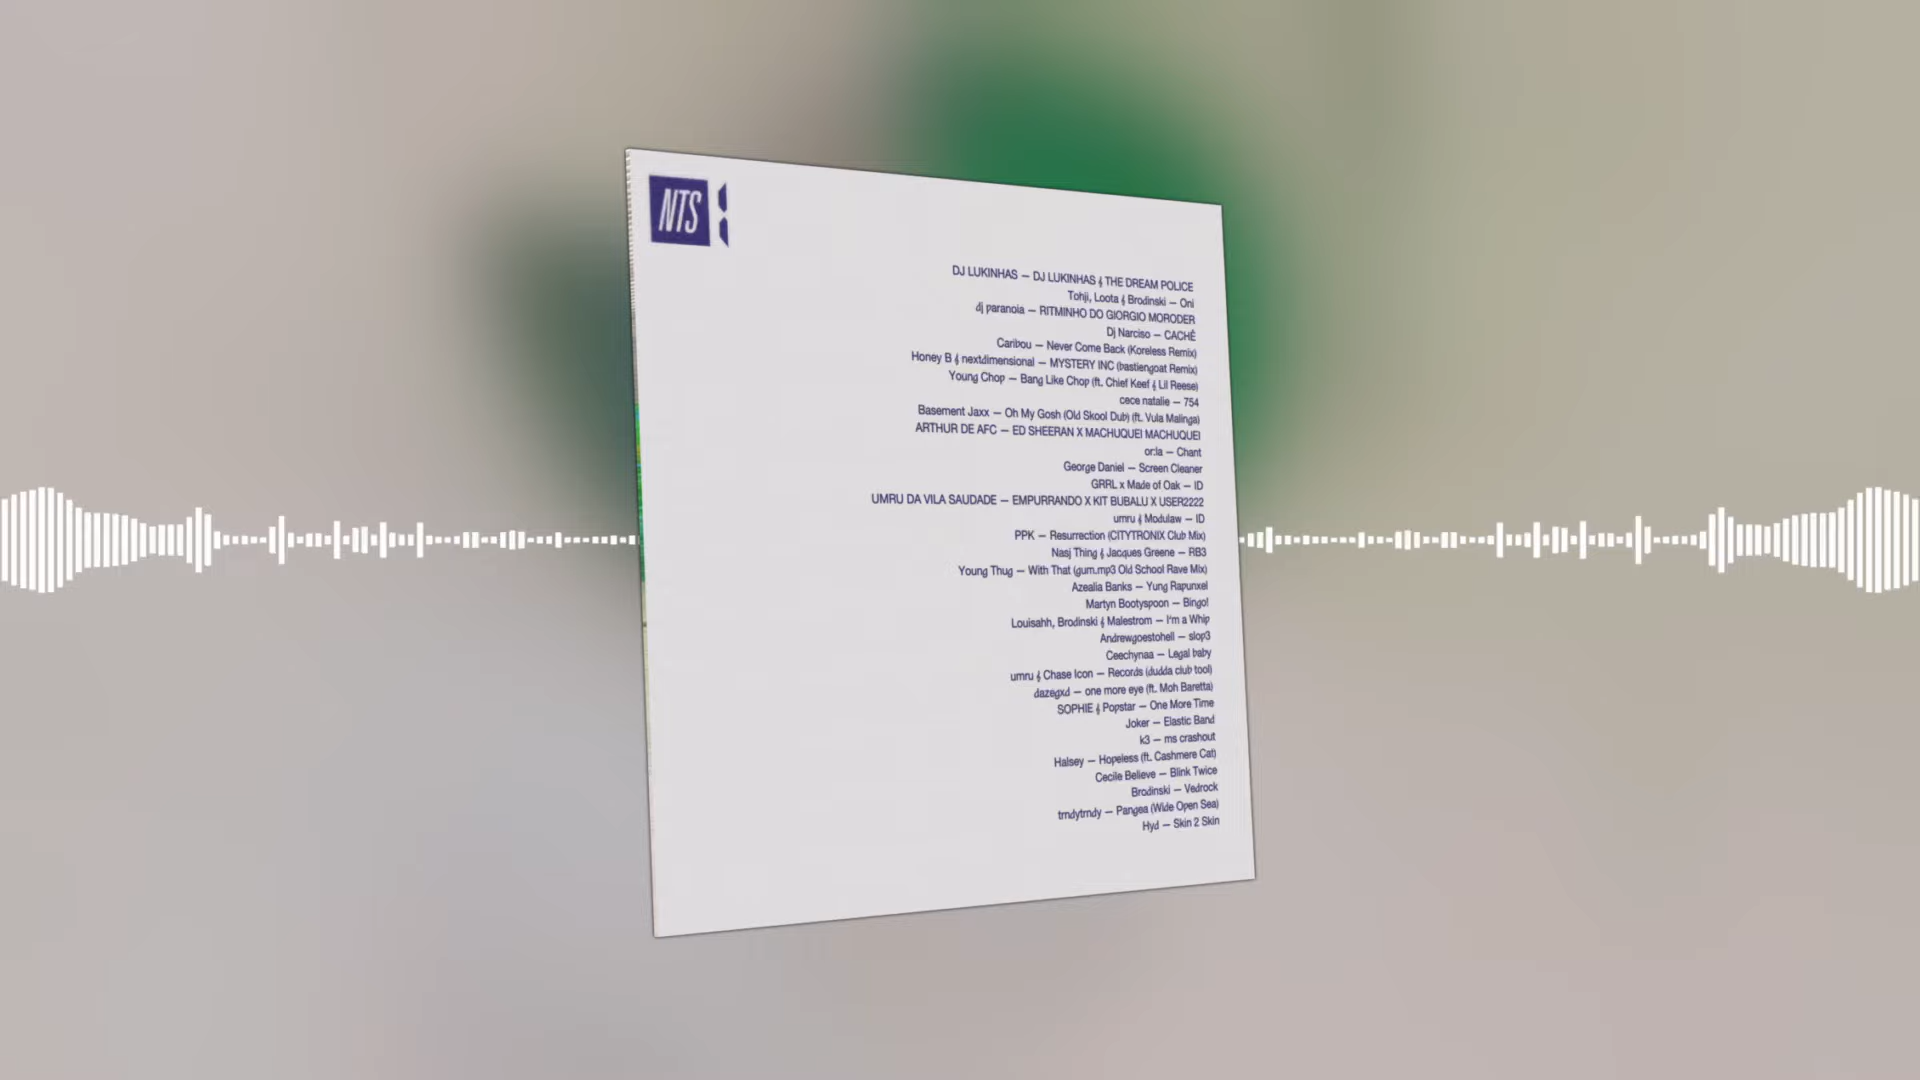 NTS
DJ LUKINHAS — DJ LUKINHAS & THE DREAM POLICE
Tohji, Loota & Brodinski — Oni
dj paranoia — RITMINHO DO GIORGIO MORODER
Dj Narciso — CACHÊ
Caribou — Never Come Back (Koreless Remix)
Honey B & nextdimensional — MYSTERY INC (bastiengoat Remix)
Young Chop — Bang Like Chop (ft. Chief Keef & Lil Reese)
cece natalie — 754
Basement Jaxx — Oh My Gosh (Old Skool Dub) (ft. Vula Malinga)
ARTHUR DE AFC — ED SHEERAN X MACHUQUEI MACHUQUEI
or:la — Chant
George Daniel — Screen Cleaner
GRRL x Made of Oak — ID
UMRU DA VILA SAUDADE — EMPURRANDO X KIT BUBALU X USER2222
umru & Modulaw — ID
PPK — Resurrection (CITYTRONIX Club Mix)
Nasj Thing & Jacques Greene — RB3
Young Thug — With That (gum.mp3 Old School Rave Mix)
Azealia Banks — Yung Rapunxel
Martyn Bootyspoon — Bingo!
Louisahh, Brodinski & Malestrom — I'm a Whip
Andrewgoestohell — slop3
Ceechynaa — Legal baby
umru & Chase Icon — Records (dudda club tool)
dazegxd — one more eye (ft. Moh Baretta)
SOPHIE & Popstar — One More Time
Joker — Elastic Band
k3 — ms crashout
Halsey — Hopeless (ft. Cashmere Cat)
Cecile Believe — Blink Twice
Brodinski — Vedrock
trndytrndy — Pangea (Wide Open Sea)
Hyd — Skin 2 Skin